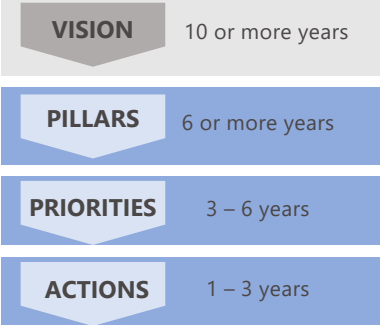 VISION 10 or more years
PILLARS 6 or more years
PRIORITIES 3 – 6 years
ACTIONS 1 – 3 years